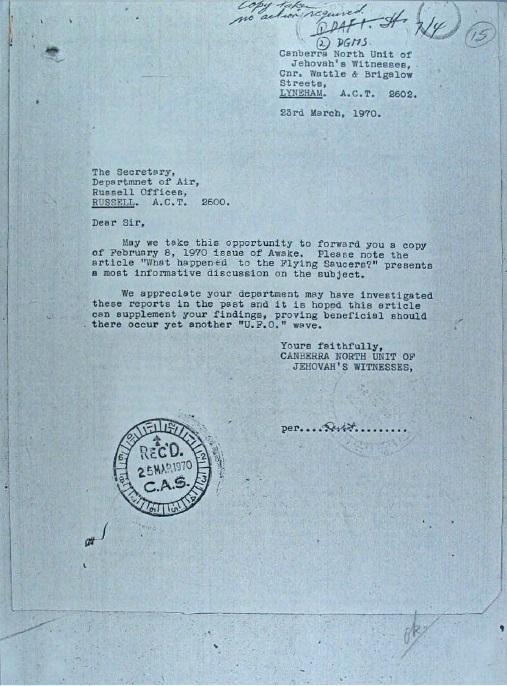 Copy taken
no action required
① DAFI. 7/4
② DGMS
15
Canberra North Unit of
Jehovah's Witnesses,
Cnr. Wattle & Brigalow
Streets,
LYNEHAM. A.C.T. 2602.
23rd March, 1970.
The Secretary,
Departmnet of Air,
Russell Offices,
RUSSELL. A.C.T. 2600.
Dear Sir,
May we take this opportunity to forward you a copy
of February 8, 1970 issue of Awake. Please note the
article "What happened to the Flying Saucers?" presents
a most informative discussion on the subject.
We appreciate your department may have investigated
these reports in the past and it is hoped this article
can supplement your findings, proving beneficial should
there occur yet another "U.F.O." wave.
Yours faithfully,
CANBERRA NORTH UNIT OF
JEHOVAH'S WITNESSES,
per
REC'D.
25 MAR 1970
C.A.S.